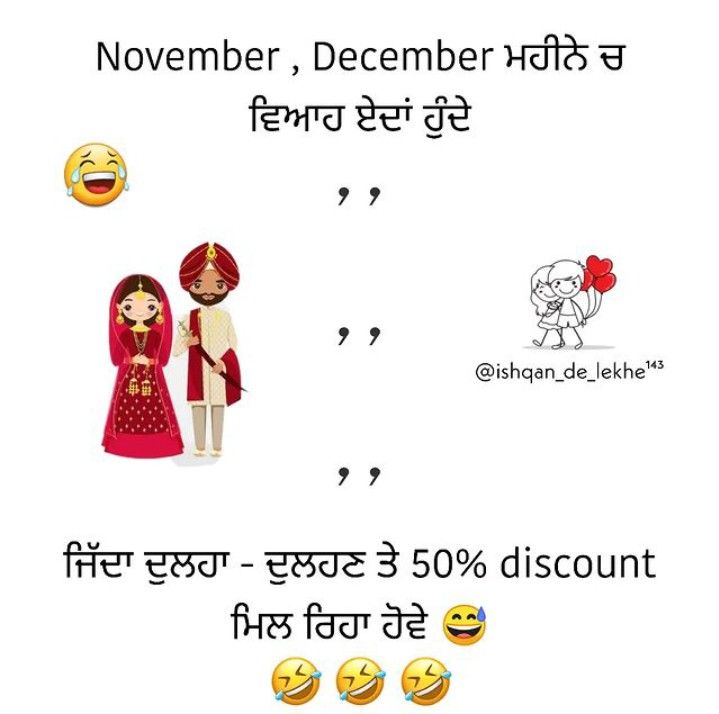 November , December ਮਹੀਨੇ ਚ
ਵਿਆਹ ਏਦਾਂ ਹੁੰਦੇ
😂
, ,
, ,
@ishqan_de_lekhe¹⁴³
, ,
ਜਿੱਦਾ ਦੁਲਹਾ - ਦੁਲਹਣ ਤੇ 50% discount
ਮਿਲ ਰਿਹਾ ਹੋਵੇ 😅
🤣 🤣 🤣